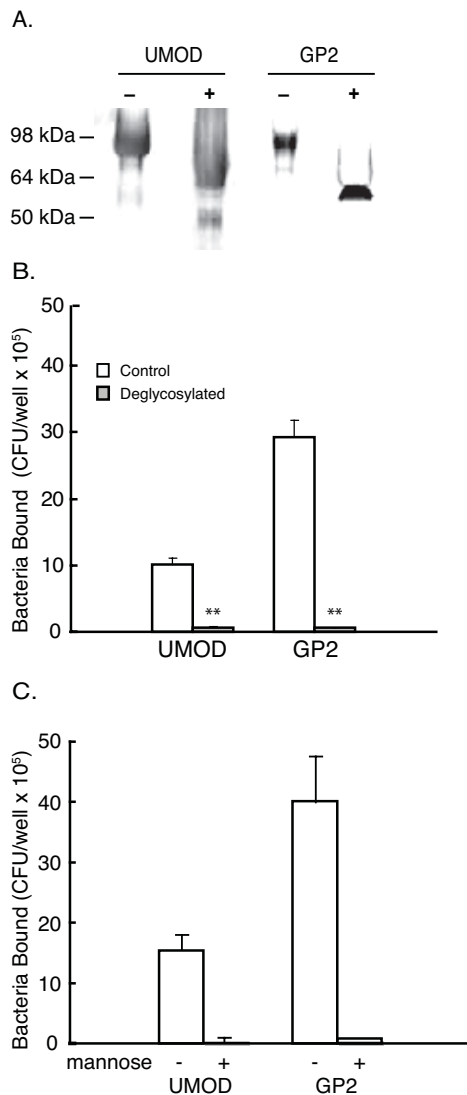 A.
UMOD GP2
– + – +
98 kDa –
64 kDa –
50 kDa –
B.
Bacteria Bound (CFU/well x 10⁵)
50
40
30
20
10
0
Control
Deglycosylated
** **
UMOD GP2
C.
Bacteria Bound (CFU/well x 10⁵)
50
40
30
20
10
0
mannose - + - +
UMOD GP2